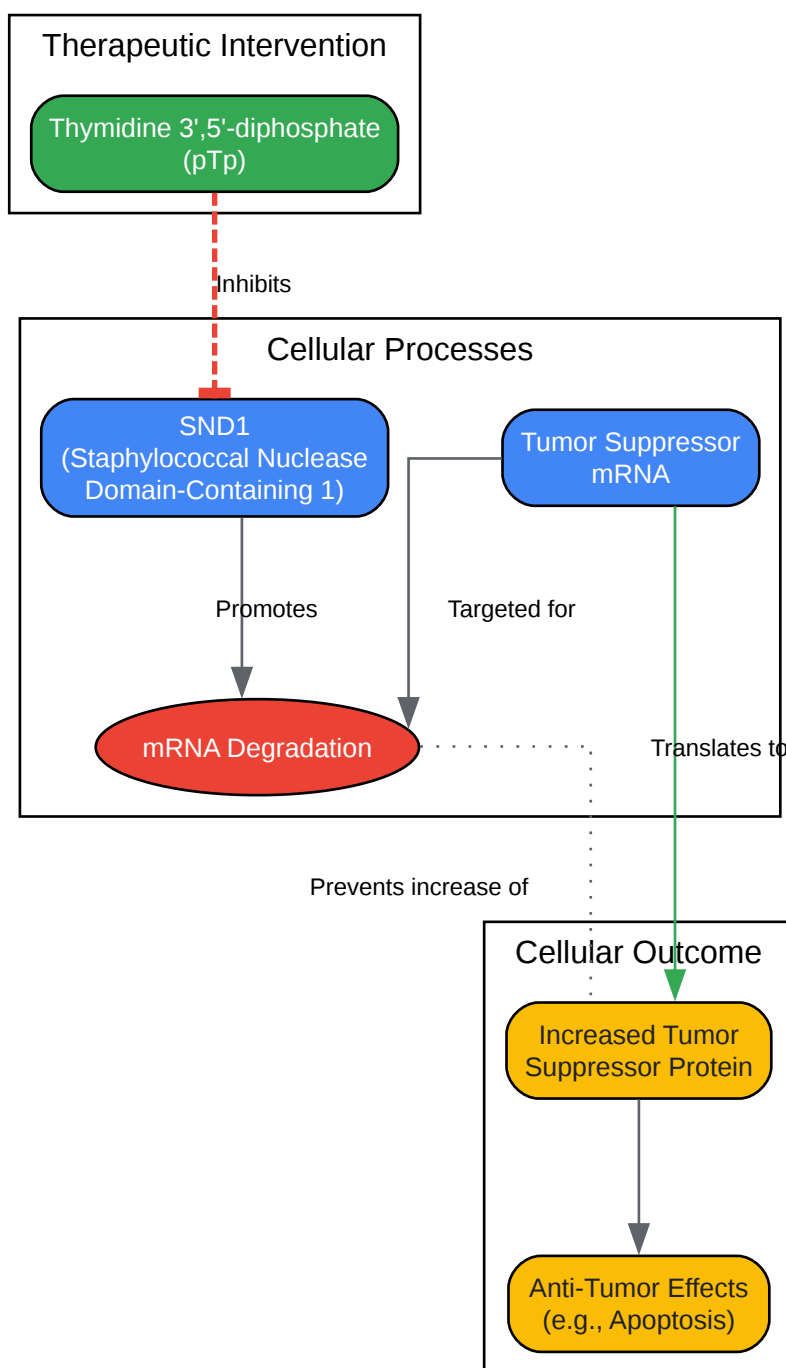 Therapeutic Intervention
Thymidine 3',5'-diphosphate
(pTp)
Inhibits
Cellular Processes
SND1
(Staphylococcal Nuclease
Domain-Containing 1)
Tumor Suppressor
mRNA
Promotes
Targeted for
mRNA Degradation
Translates to
Prevents increase of
Cellular Outcome
Increased Tumor
Suppressor Protein
Anti-Tumor Effects
(e.g., Apoptosis)